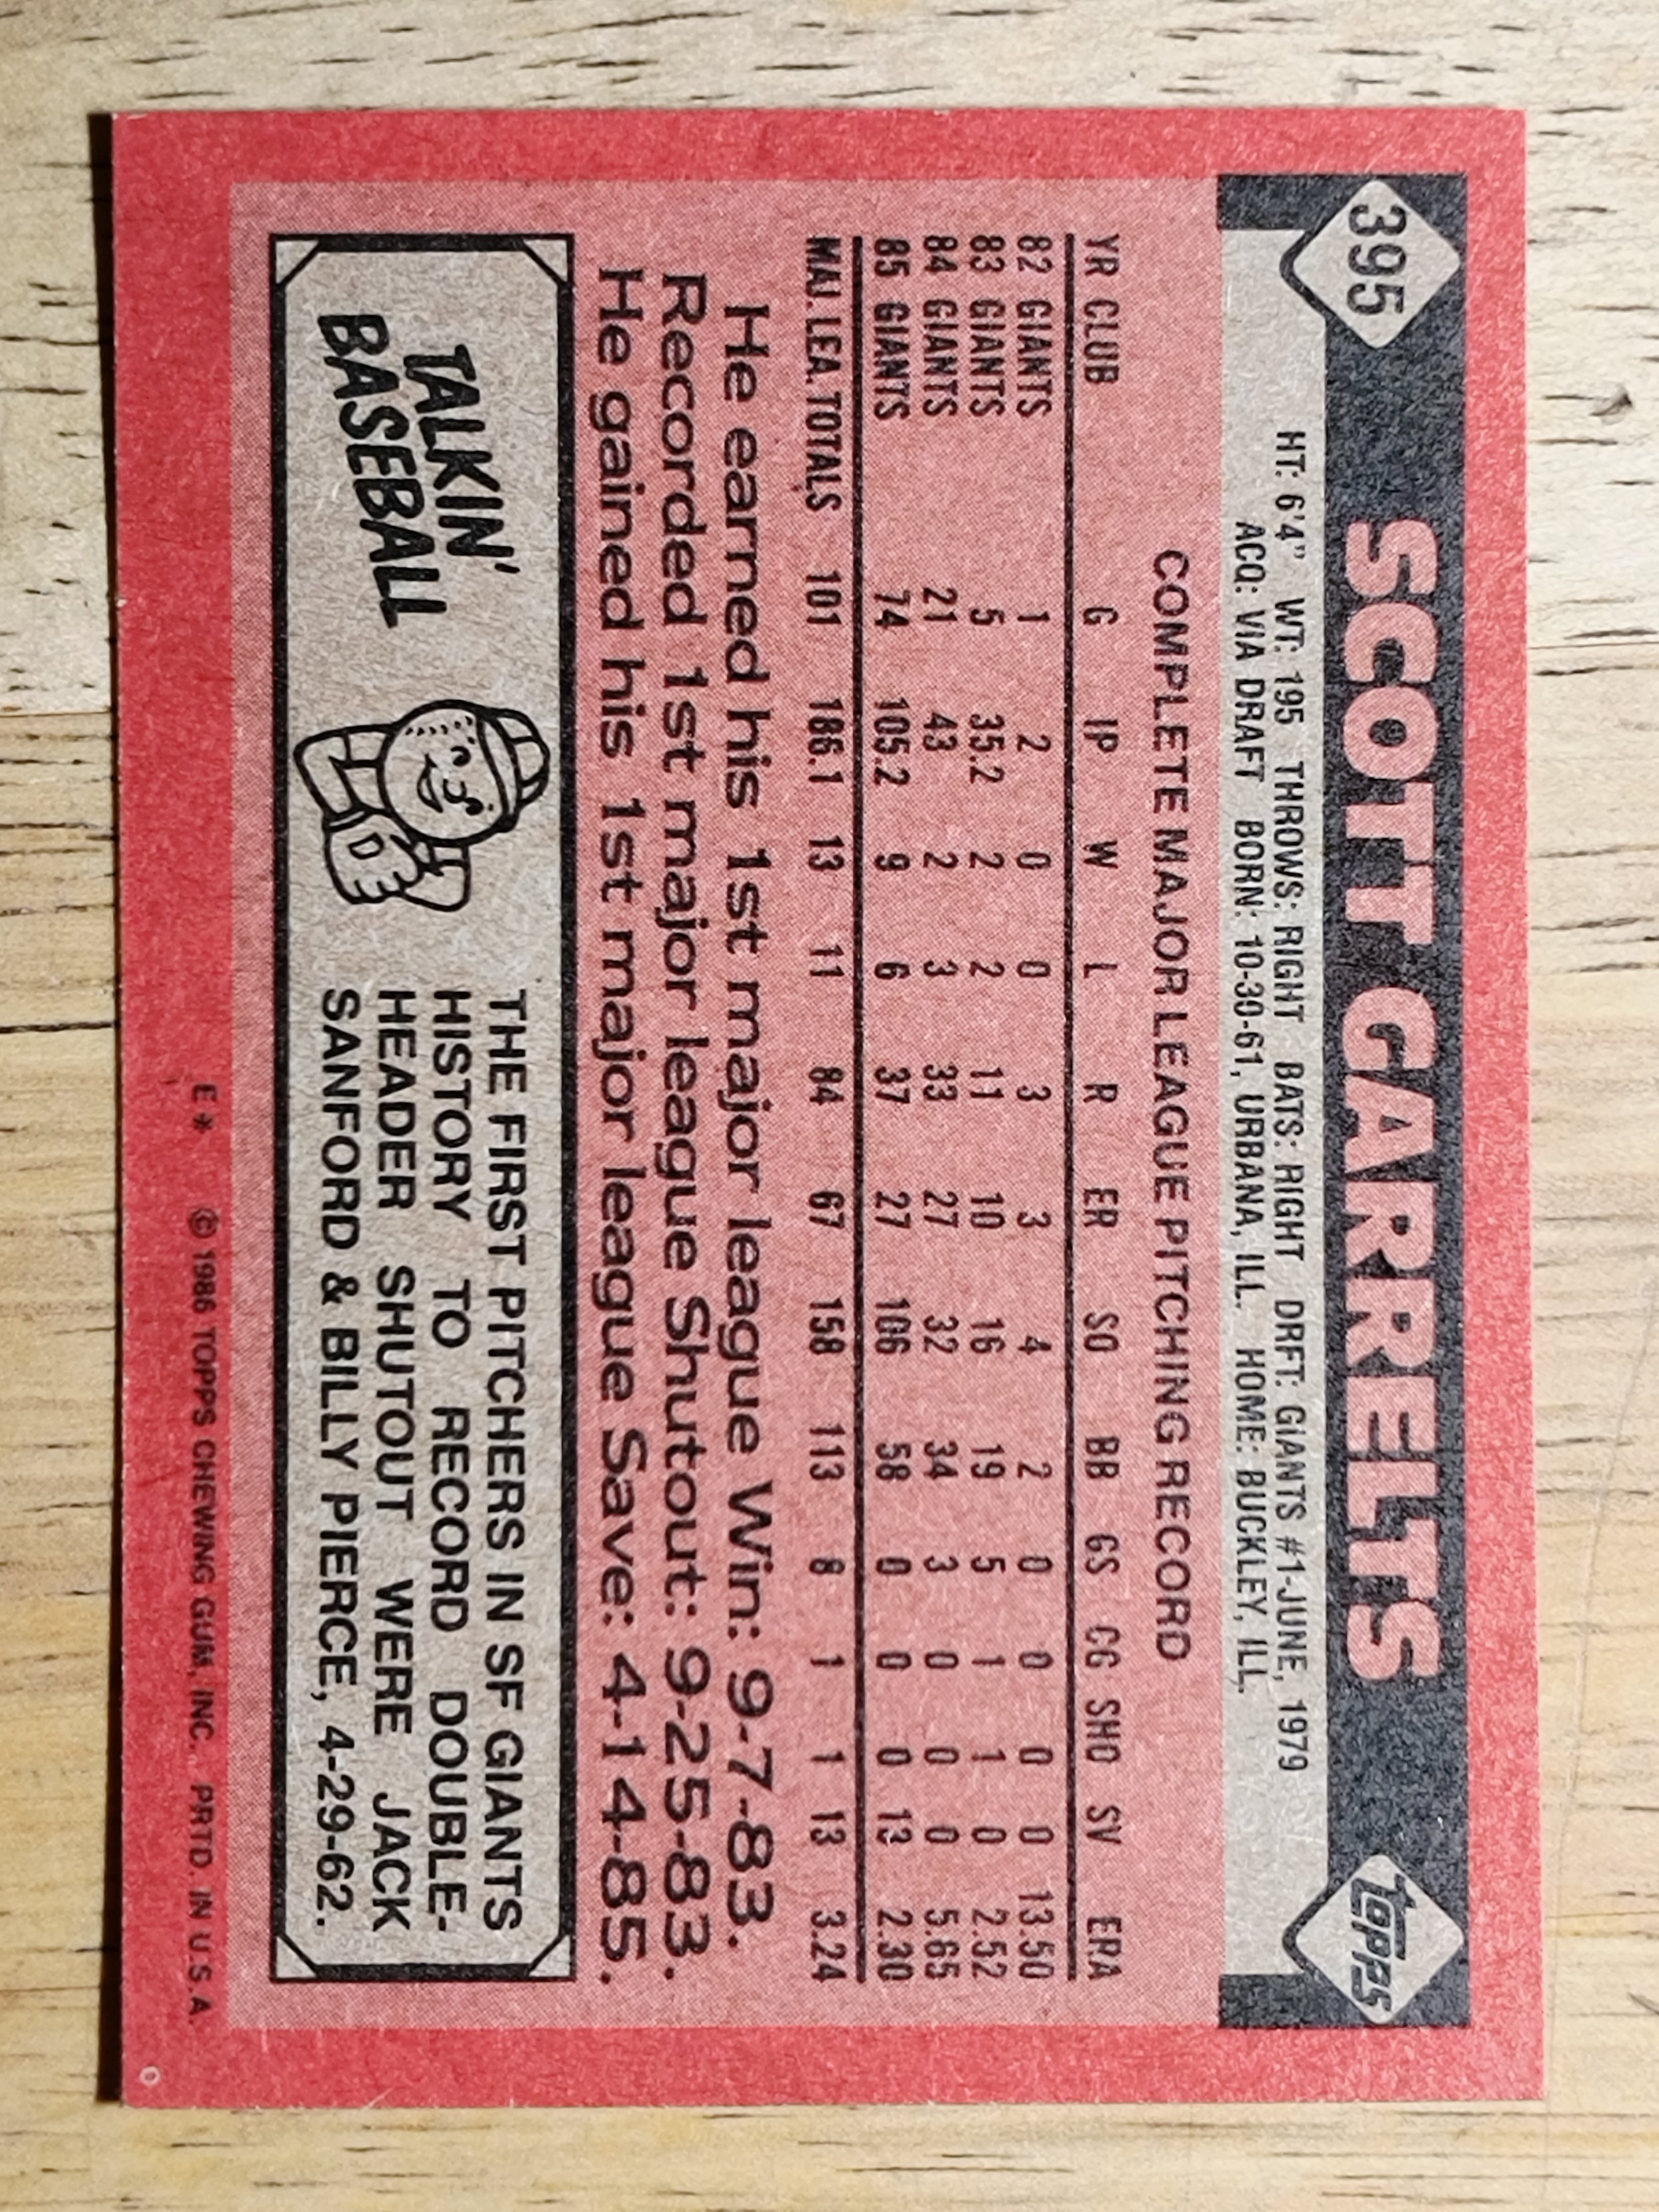 395
SCOTT GARRELTS
topps
HT: 6'4" WT: 195 THROWS: RIGHT BATS: RIGHT DRFT: GIANTS #1-JUNE, 1979
ACQ: VIA DRAFT BORN: 10-30-61, URBANA, ILL. HOME: BUCKLEY, ILL.
COMPLETE MAJOR LEAGUE PITCHING RECORD
YR CLUB G IP W L R ER SO BB GS CG SHO SV ERA
82 GIANTS 1 2 0 0 3 3 4 2 0 0 0 0 13.50
83 GIANTS 5 35.2 2 2 11 10 16 19 5 1 1 0 2.52
84 GIANTS 21 43 2 3 33 27 32 34 3 0 0 0 5.65
85 GIANTS 74 105.2 9 6 37 27 106 58 0 0 0 13 2.30
MAJ. LEA. TOTALS 101 186.1 13 11 84 67 158 113 8 1 1 13 3.24
He earned his 1st major league Win: 9-7-83.
Recorded 1st major league Shutout: 9-25-83.
He gained his 1st major league Save: 4-14-85.
TALKIN'
BASEBALL
THE FIRST PITCHERS IN SF GIANTS
HISTORY TO RECORD DOUBLE-
HEADER SHUTOUT WERE JACK
SANFORD & BILLY PIERCE, 4-29-62.
E* © 1986 TOPPS CHEWING GUM, INC. PRTD. IN U.S.A.